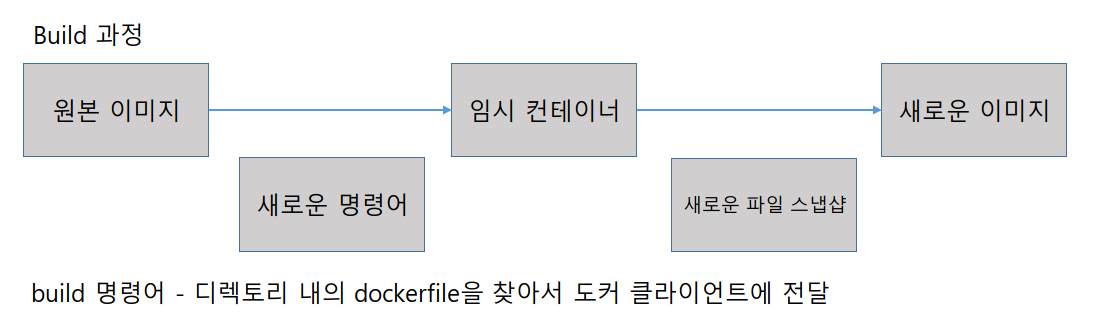 Build 과정
원본 이미지
임시 컨테이너
새로운 이미지
새로운 명령어
새로운 파일 스냅샷
build 명령어 - 디렉토리 내의 dockerfile을 찾아서 도커 클라이언트에 전달